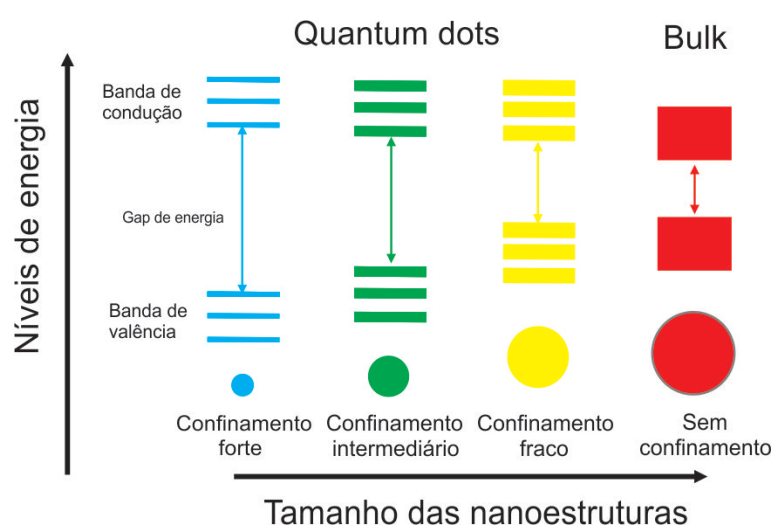 Quantum dots
Bulk
Níveis de energia
Banda de
condução
Gap de energia
Banda de
valência
Confinamento
forte
Confinamento
intermediário
Confinamento
fraco
Sem
confinamento
Tamanho das nanoestruturas